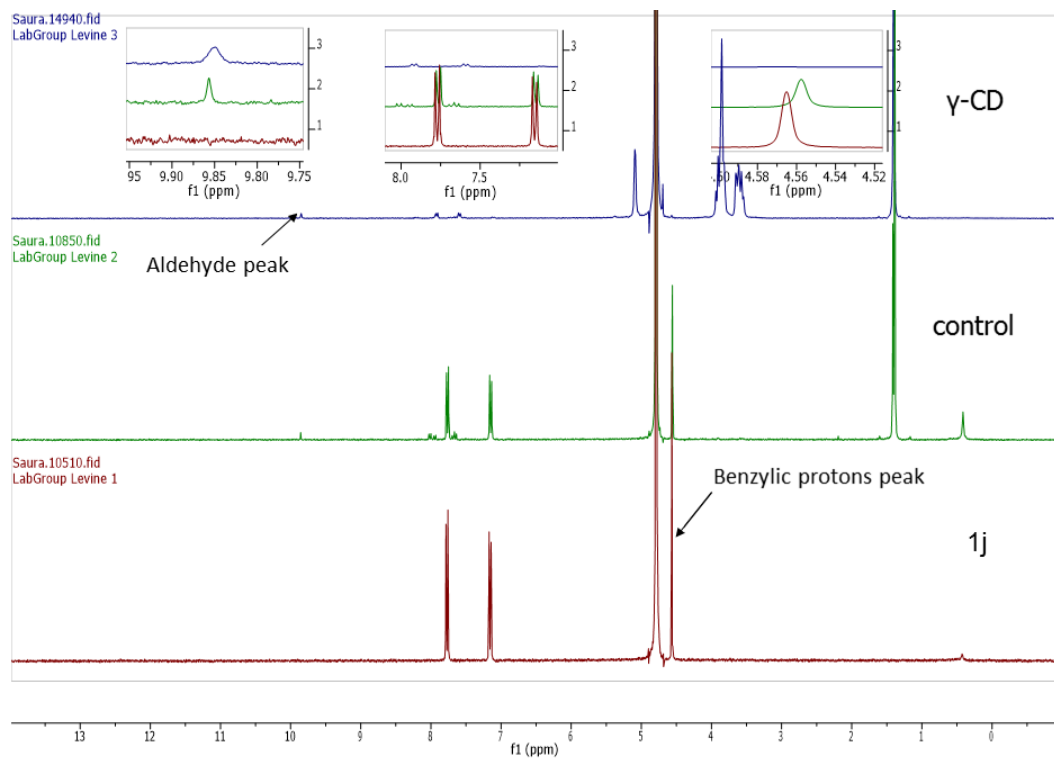 Saura.14940.fid
LabGroup Levine 3
3
2
1
95 9.90 9.85 9.80 9.75
f1 (ppm)
3
2
1
8.0 7.5
f1 (ppm)
3
2
1
.60 4.58 4.56 4.54 4.52
f1 (ppm)
γ-CD
Aldehyde peak
Saura.10850.fid
LabGroup Levine 2
control
Saura.10510.fid
LabGroup Levine 1
Benzylic protons peak
1j
13 12 11 10 9 8 7 6 5 4 3 2 1 0
f1 (ppm)